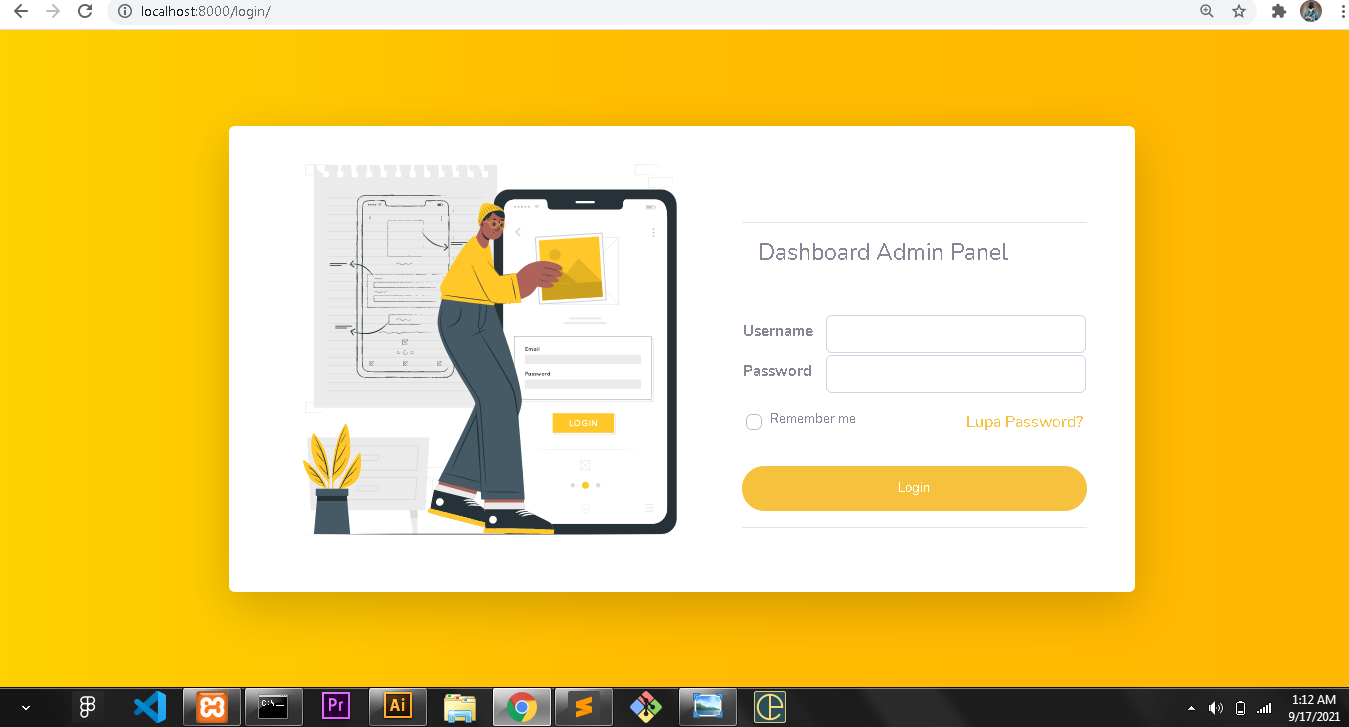 localhost:8000/login/
Dashboard Admin Panel
Email
Password
LOGIN
Username
Password
Remember me
Lupa Password?
Login
C:\_
Pr
Ai
1:12 AM
9/17/2021